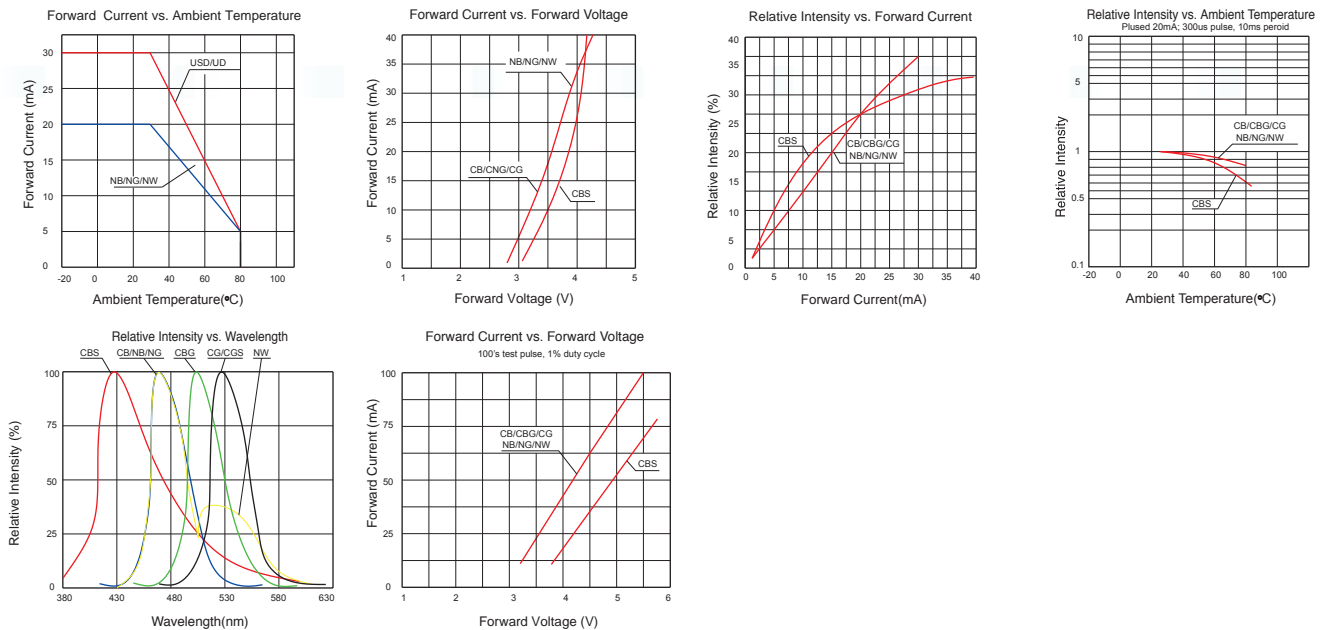 Forward Current vs. Ambient Temperature
Forward Current (mA)
30
25
20
15
10
5
0
USD/UD
NB/NG/NW
-20 0 20 40 60 80 100
Ambient Temperature(°C)
Forward Current vs. Forward Voltage
Forward Current (mA)
40
35
30
25
20
15
10
5
0
NB/NG/NW
CB/CNG/CG
CBS
1 2 3 4 5
Forward Voltage (V)
Relative Intensity vs. Forward Current
Relative Intensity (%)
40
35
30
25
20
15
10
5
0
CBS
CB/CBG/CG
NB/NG/NW
0 2.5 5 10 15 20 25 30 35 40
Forward Current(mA)
Relative Intensity vs. Ambient Temperature
Plused 20mA; 300us pulse, 10ms peroid
Relative Intensity
10
5
1
0.5
0.1
CB/CBG/CG
NB/NG/NW
CBS
-20 0 20 40 60 80 100
Ambient Temperature(°C)
Relative Intensity vs. Wavelength
CBS CB/NB/NG CBG CG/CGS NW
Relative Intensity (%)
100
75
50
25
0
380 430 480 530 580 630
Wavelength(nm)
Forward Current vs. Forward Voltage
100's test pulse, 1% duty cycle
Forward Current (mA)
100
75
50
25
0
CB/CBG/CG
NB/NG/NW
CBS
1 2 3 4 5 6
Forward Voltage (V)